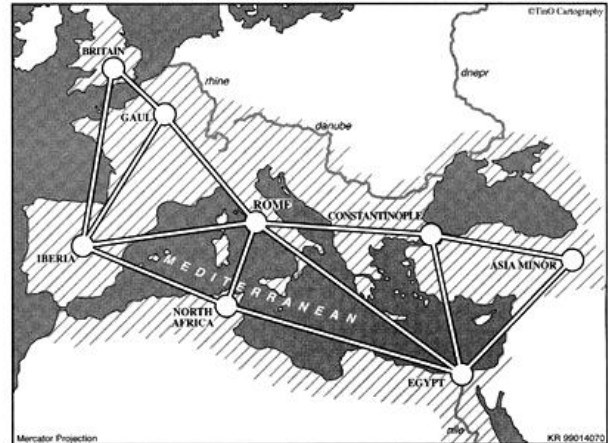 ©TinO Cartography
BRITAIN
rhine
dnepr
GAUL
danube
ROME
CONSTANTINOPLE
IBERIA
MEDITERRANEAN
ASIA MINOR
NORTH
AFRICA
EGYPT
nile
Mercator Projection
KR 99014070